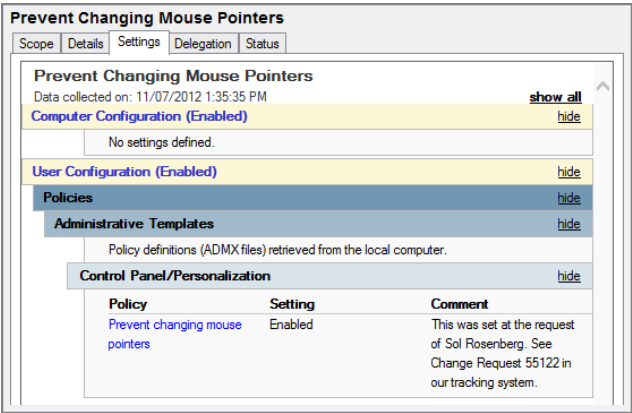 Prevent Changing Mouse Pointers
Scope Details Settings Delegation Status
Prevent Changing Mouse Pointers
Data collected on: 11/07/2012 1:35:35 PM show all
Computer Configuration (Enabled) hide
No settings defined.
User Configuration (Enabled) hide
Policies hide
Administrative Templates hide
Policy definitions (ADMX files) retrieved from the local computer.
Control Panel/Personalization hide
Policy Setting Comment
Prevent changing mouse Enabled This was set at the request
pointers of Sol Rosenberg. See
Change Request 55122 in
our tracking system.